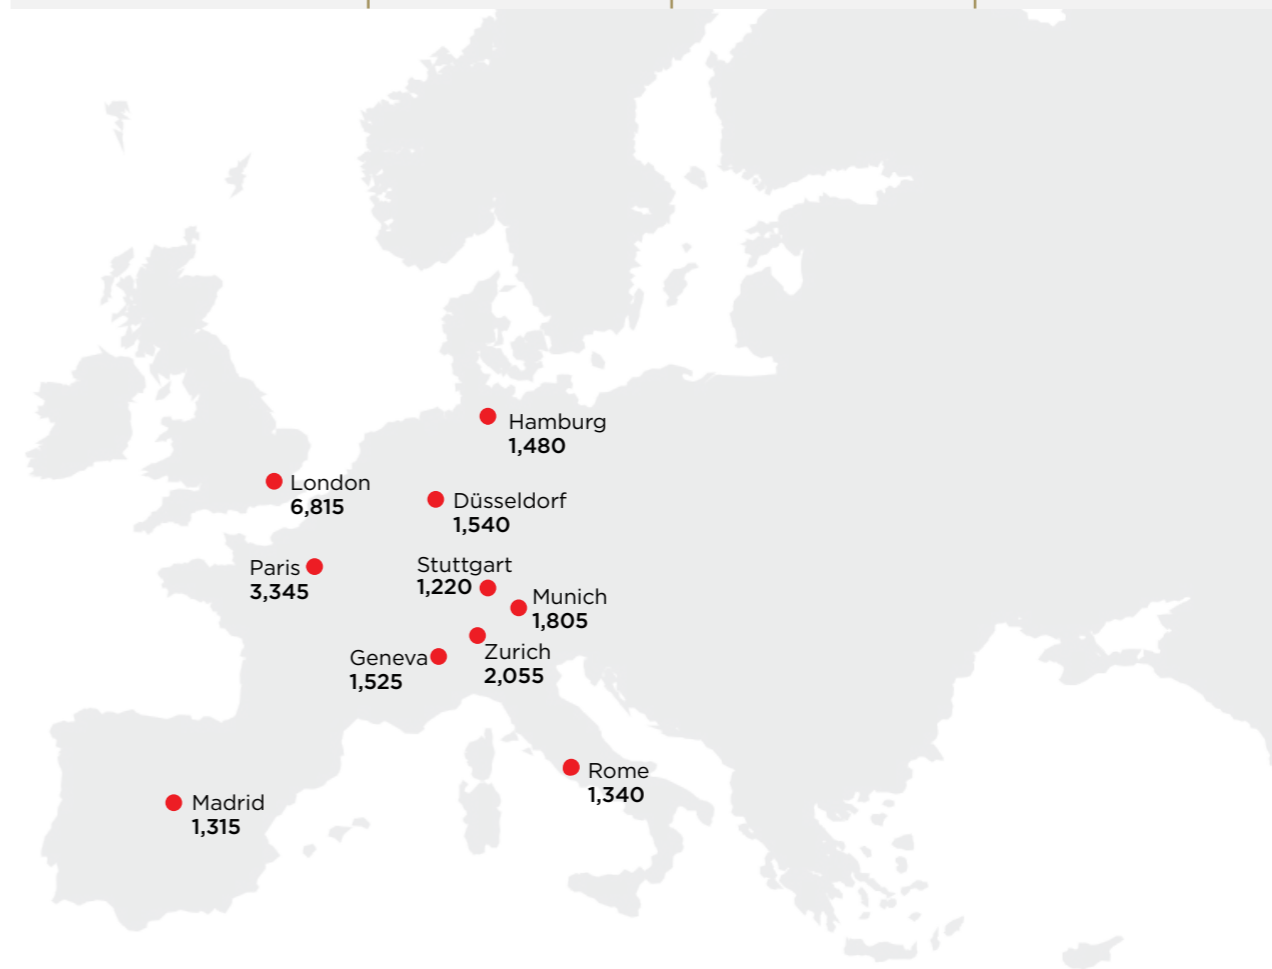 Hamburg
1,480
London
6,815
Düsseldorf
1,540
Paris
3,345
Stuttgart
1,220
Munich
1,805
Zurich
2,055
Geneva
1,525
Rome
1,340
Madrid
1,315